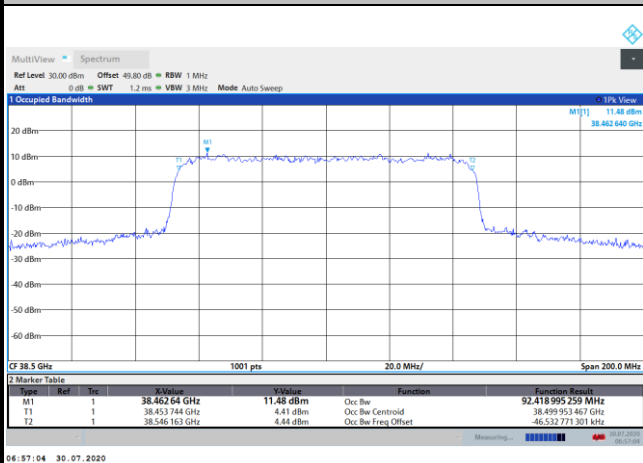 MultiView Spectrum
Ref Level 30.00 dBm Offset 49.80 dB RBW 1 MHz
Att 0 dB SWT 1.2 ms VBW 3 MHz Mode Auto Sweep
1 Occupied Bandwidth 1Pk View
M1[1] 11.48 dBm
38.462 640 GHz
20 dBm
M1
10 dBm
T1 T2
0 dBm
-10 dBm
-20 dBm
-30 dBm
-40 dBm
-50 dBm
-60 dBm
CF 38.5 GHz 1001 pts 20.0 MHz/ Span 200.0 MHz
2 Marker Table
Type Ref Trc X-Value Y-Value Function Function Result
M1 1 38.462 64 GHz 11.48 dBm Occ Bw 92.418 995 259 MHz
T1 1 38.453 744 GHz 4.41 dBm Occ Bw Centroid 38.499 953 467 GHz
T2 1 38.546 163 GHz 4.44 dBm Occ Bw Freq Offset -46.532 771 301 kHz
Measuring... 30.07.2020
06:57:04
06:57:04 30.07.2020